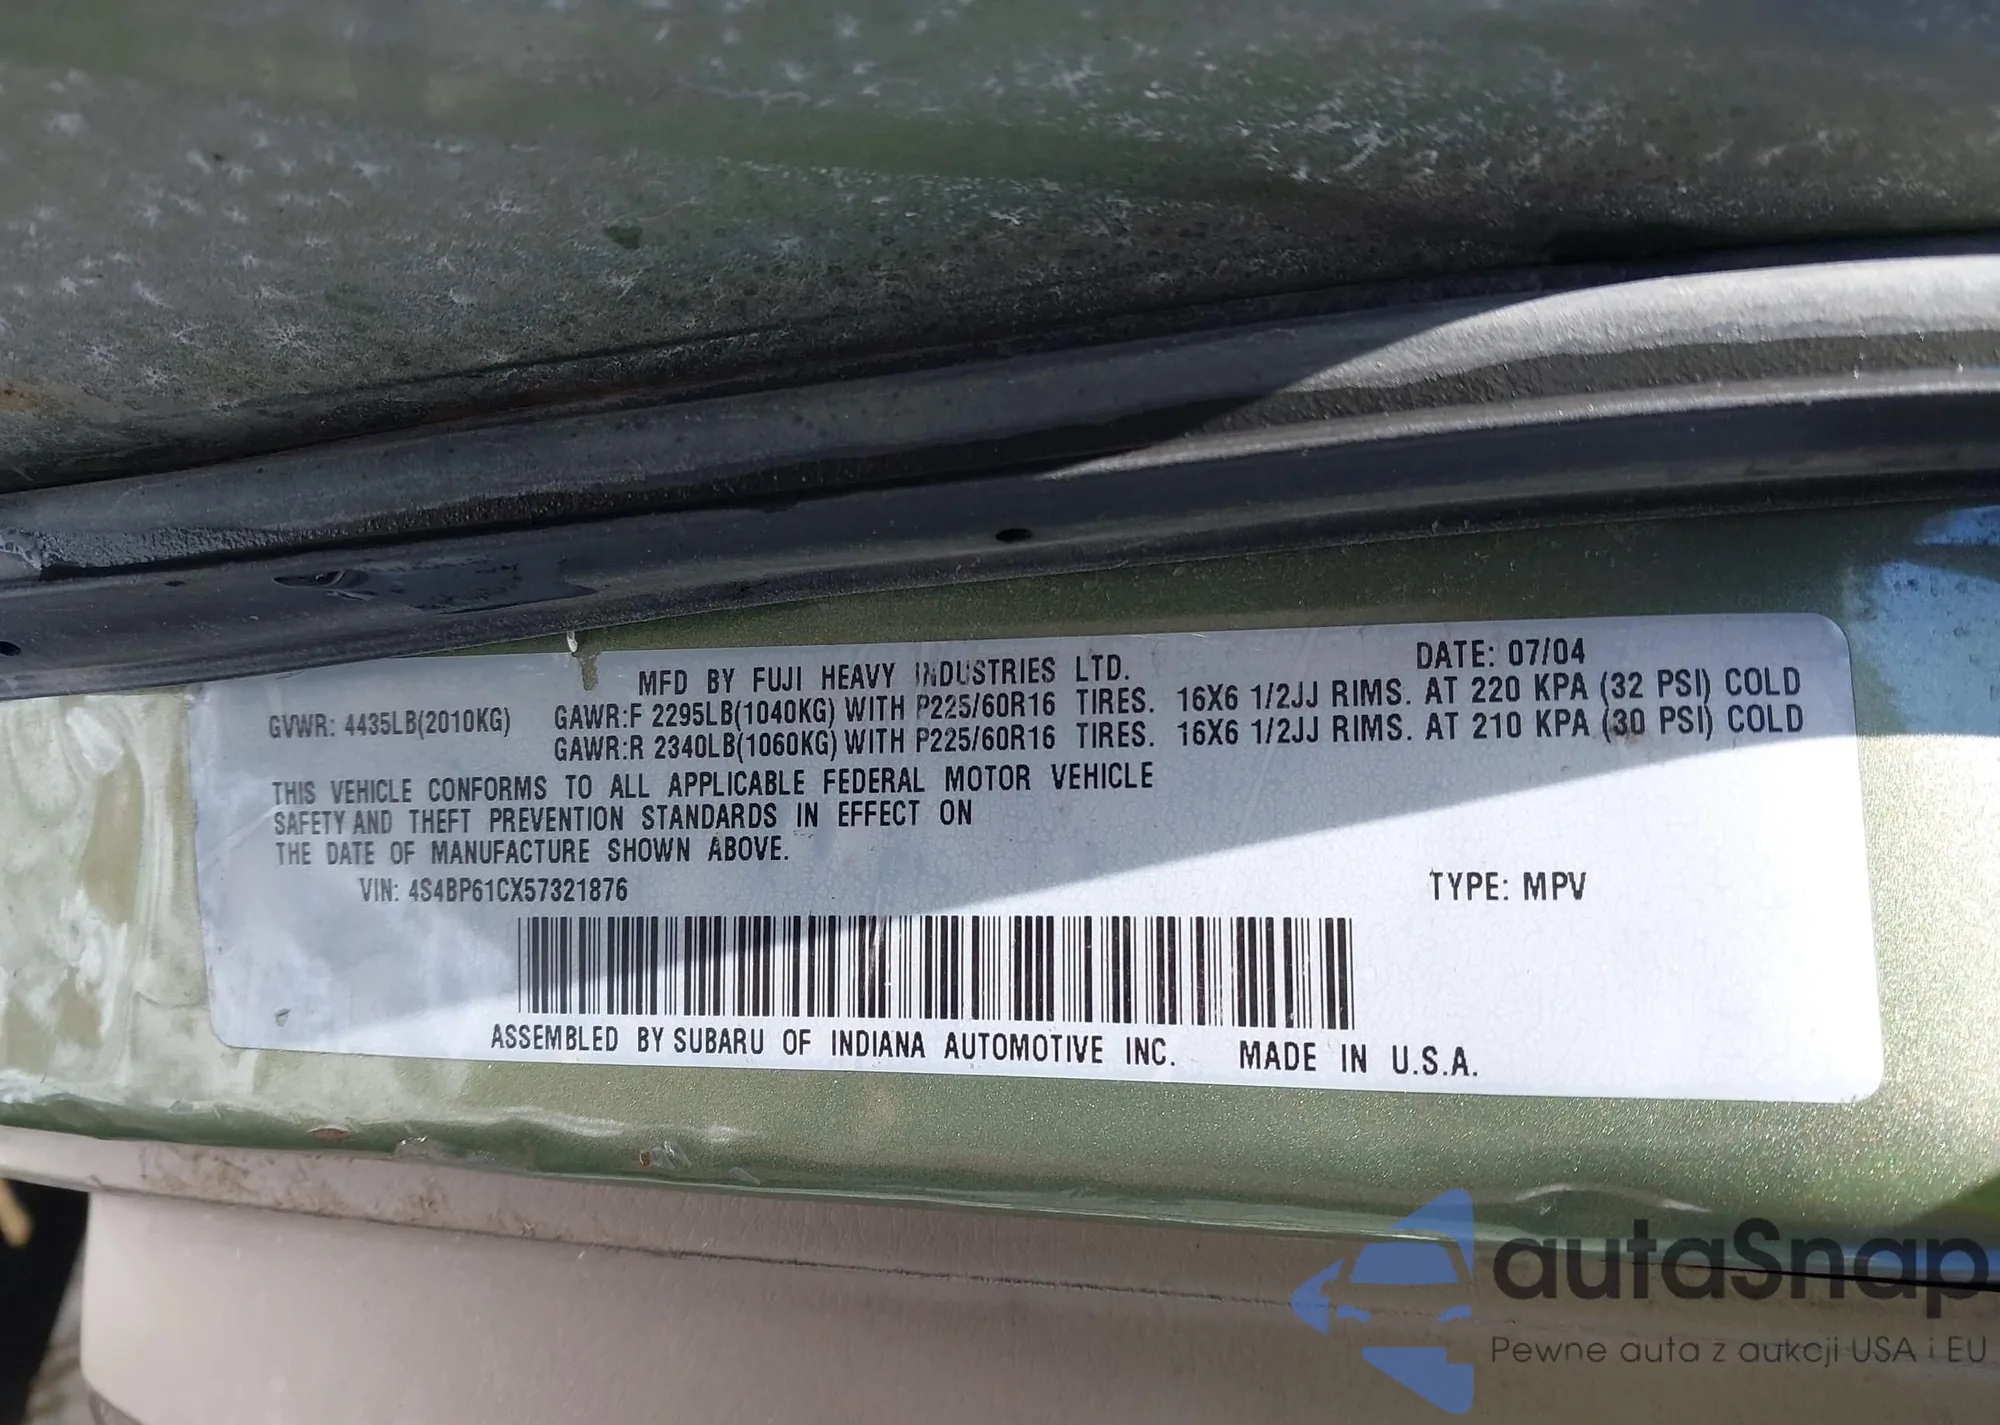 MFD BY FUJI HEAVY INDUSTRIES LTD. DATE: 07/04
GVWR: 4435LB(2010KG) GAWR:F 2295LB(1040KG) WITH P225/60R16 TIRES. 16X6 1/2JJ RIMS. AT 220 KPA (32 PSI) COLD
GAWR:R 2340LB(1060KG) WITH P225/60R16 TIRES. 16X6 1/2JJ RIMS. AT 210 KPA (30 PSI) COLD
THIS VEHICLE CONFORMS TO ALL APPLICABLE FEDERAL MOTOR VEHICLE
SAFETY AND THEFT PREVENTION STANDARDS IN EFFECT ON
THE DATE OF MANUFACTURE SHOWN ABOVE.
VIN: 4S4BP61CX57321876 TYPE: MPV
ASSEMBLED BY SUBARU OF INDIANA AUTOMOTIVE INC. MADE IN U.S.A.
autaSnap
Pewne auta z aukcji USA i EU